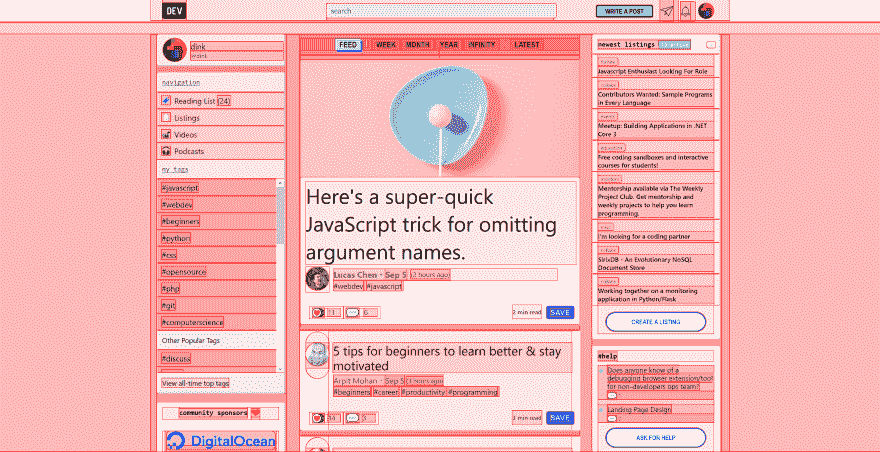 DEV
search
WRITE A POST
dink
@dink
navigation
Reading List (24)
Listings
Videos
Podcasts
my tags
#javascript
#webdev
#beginners
#python
#css
#opensource
#php
#git
#computerscience
Other Popular Tags
#discuss
View all-time top tags
community sponsors
DigitalOcean
FEED
WEEK
MONTH
YEAR
INFINITY
LATEST
Here's a super-quick
JavaScript trick for omitting
argument names.
Lucas Chen · Sep 5 (2 hours ago)
#webdev #javascript
11
6
2 min read
SAVE
5 tips for beginners to learn better & stay
motivated
Arpit Mohan · Sep 5 (3 hours ago)
#beginners #career #productivity #programming
3 min read
SAVE
newest listings
Javascript Enthusiast Looking For Role
Contributors Wanted: Sample Programs
in Every Language
events
Meetup: Building Applications in .NET
Core 3
education
Free coding sandboxes and interactive
courses for students!
Mentorship available via The Weekly
Project Club. Get mentorship and
weekly projects to help you learn
programming.
I'm looking for a coding partner
SirixDB - An Evolutionary NoSQL
Document Store
Working together on a monitoring
application in Python/Flask
CREATE A LISTING
#help
Does anyone know of a
debugging browser extension/tool
for non-developers ops team?
Landing Page Design
ASK FOR HELP